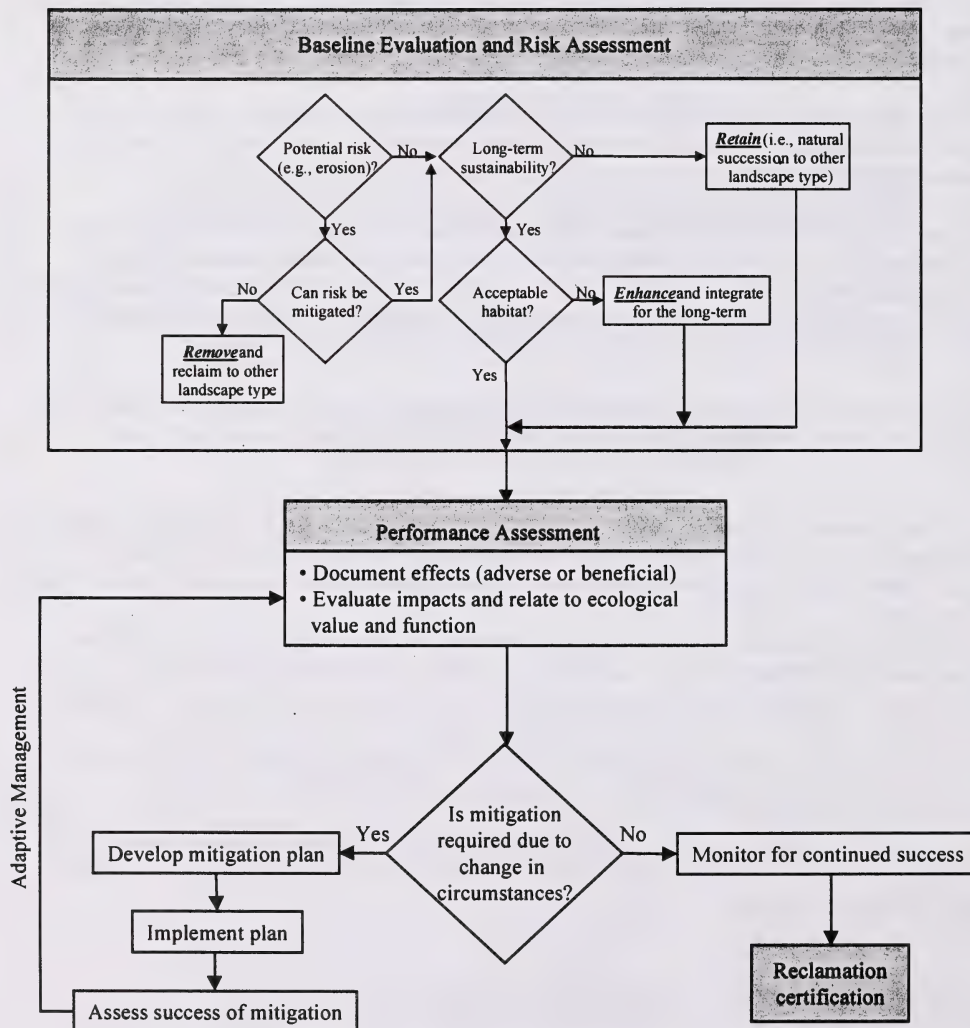 Baseline Evaluation and Risk Assessment
Potential risk
(e.g., erosion)?
No
Long-term
sustainability?
No
Retain (i.e., natural
succession to other
landscape type)
Yes
Yes
No
Can risk be
mitigated?
Yes
Acceptable
habitat?
No
Enhance and integrate
for the long-term
Remove and
reclaim to other
landscape type
Yes
Performance Assessment
• Document effects (adverse or beneficial)
• Evaluate impacts and relate to ecological
value and function
Adaptive Management
Is mitigation
required due to
change in
circumstances?
Yes
No
Develop mitigation plan
Monitor for continued success
Implement plan
Assess success of mitigation
Reclamation
certification